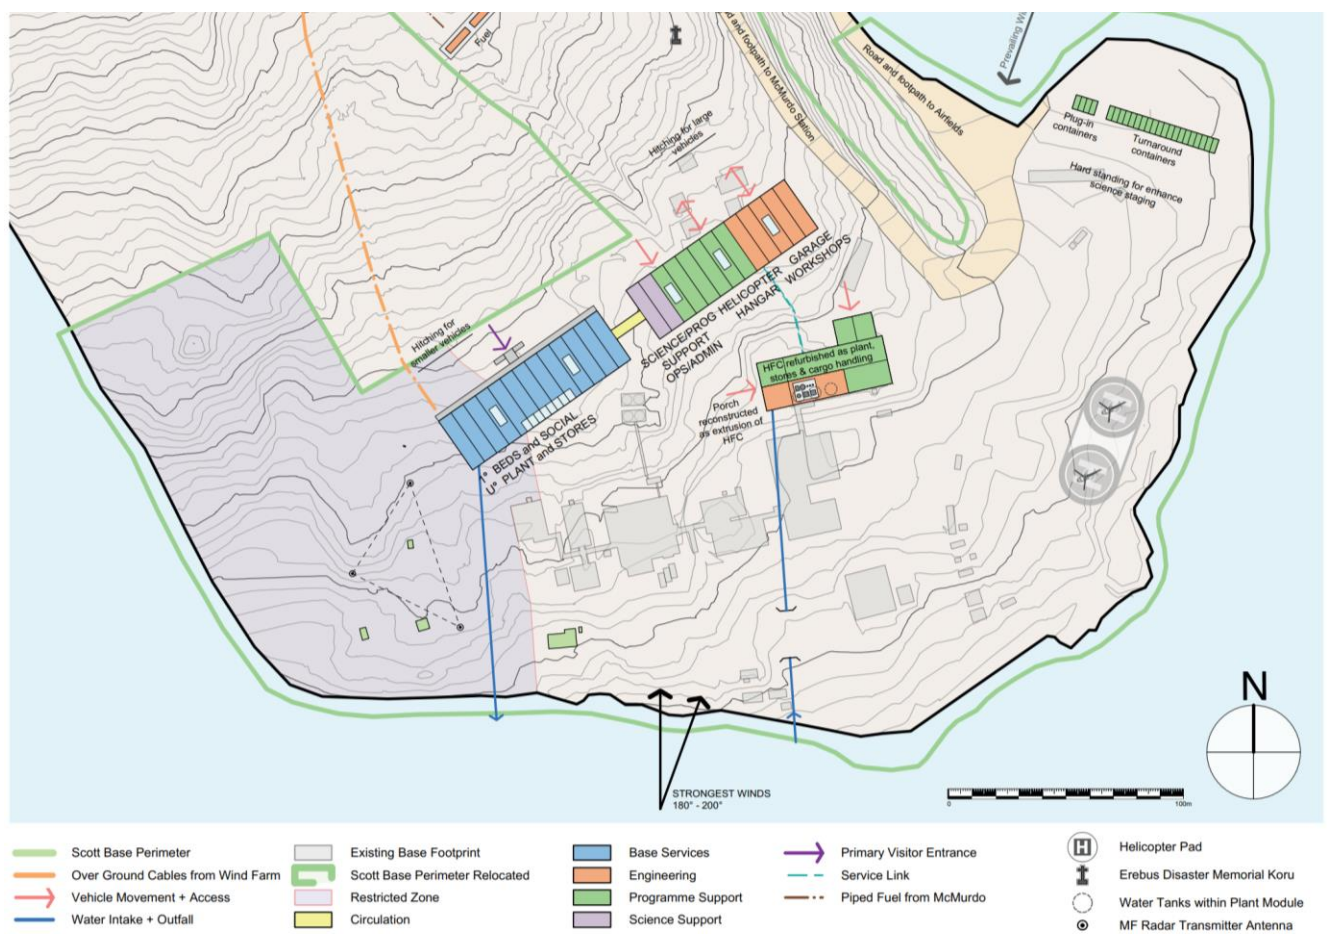 Fuel
d and footpath to McMurdo Station
Road and footpath to Airfields
Prevailing Wi
Plug-in
containers
Turnaround
containers
Hard standing for enhance
science staging
Hitching for large
vehicles
Hitching for
smaller vehicles
GARAGE
WORKSHOPS
HELICOPTER
HANGAR
SCIENCE/PROG
SUPPORT
OPS/ADMIN
1° BEDS and SOCIAL
U° PLANT and STORES
HFC refurbished as plant,
stores & cargo handling
Porch
reconstructed
as extrusion of
HFC
STRONGEST WINDS
180° - 200°
N
0 100m
Scott Base Perimeter
Over Ground Cables from Wind Farm
Vehicle Movement + Access
Water Intake + Outfall
Existing Base Footprint
Scott Base Perimeter Relocated
Restricted Zone
Circulation
Base Services
Engineering
Programme Support
Science Support
Primary Visitor Entrance
Service Link
Piped Fuel from McMurdo
H Helicopter Pad
Erebus Disaster Memorial Koru
Water Tanks within Plant Module
MF Radar Transmitter Antenna